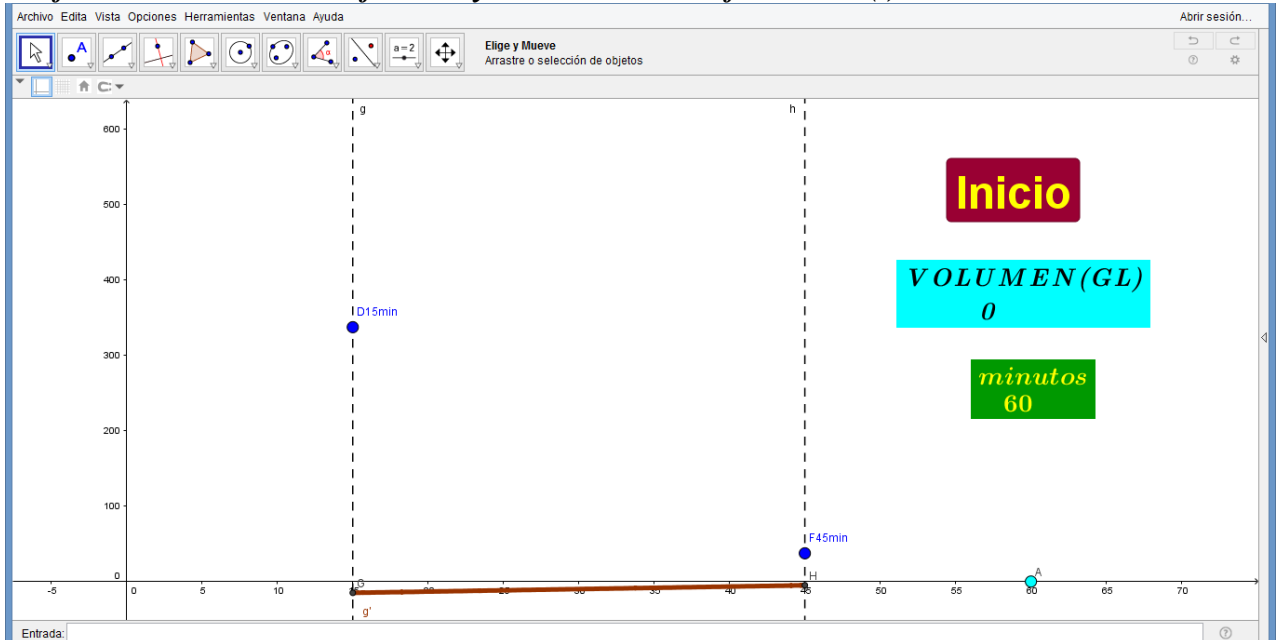 Archivo Edita Vista Opciones Herramientas Ventana Ayuda
Abrir sesión...
A
α
a=2
Elige y Mueve
Arrastre o selección de objetos
g
h
600
500
400
300
200
100
0
Inicio
VOLUMEN(GL)
0
minutos
60
D15min
F45min
G
H
A
-5
0
5
10
15
20
25
30
35
40
45
50
55
60
65
70
g'
Entrada: